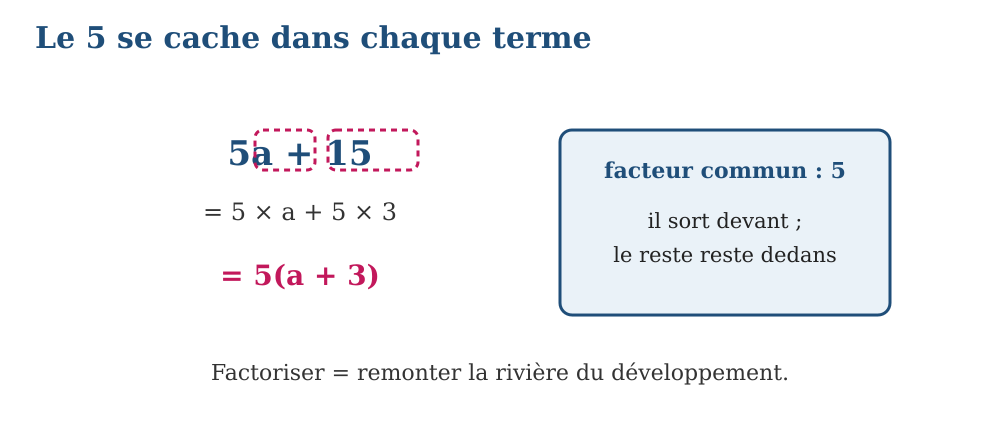 Le 5 se cache dans chaque terme
5a + 15
= 5 × a + 5 × 3
= 5(a + 3)
facteur commun : 5
il sort devant ;
le reste reste dedans
Factoriser = remonter la rivière du développement.